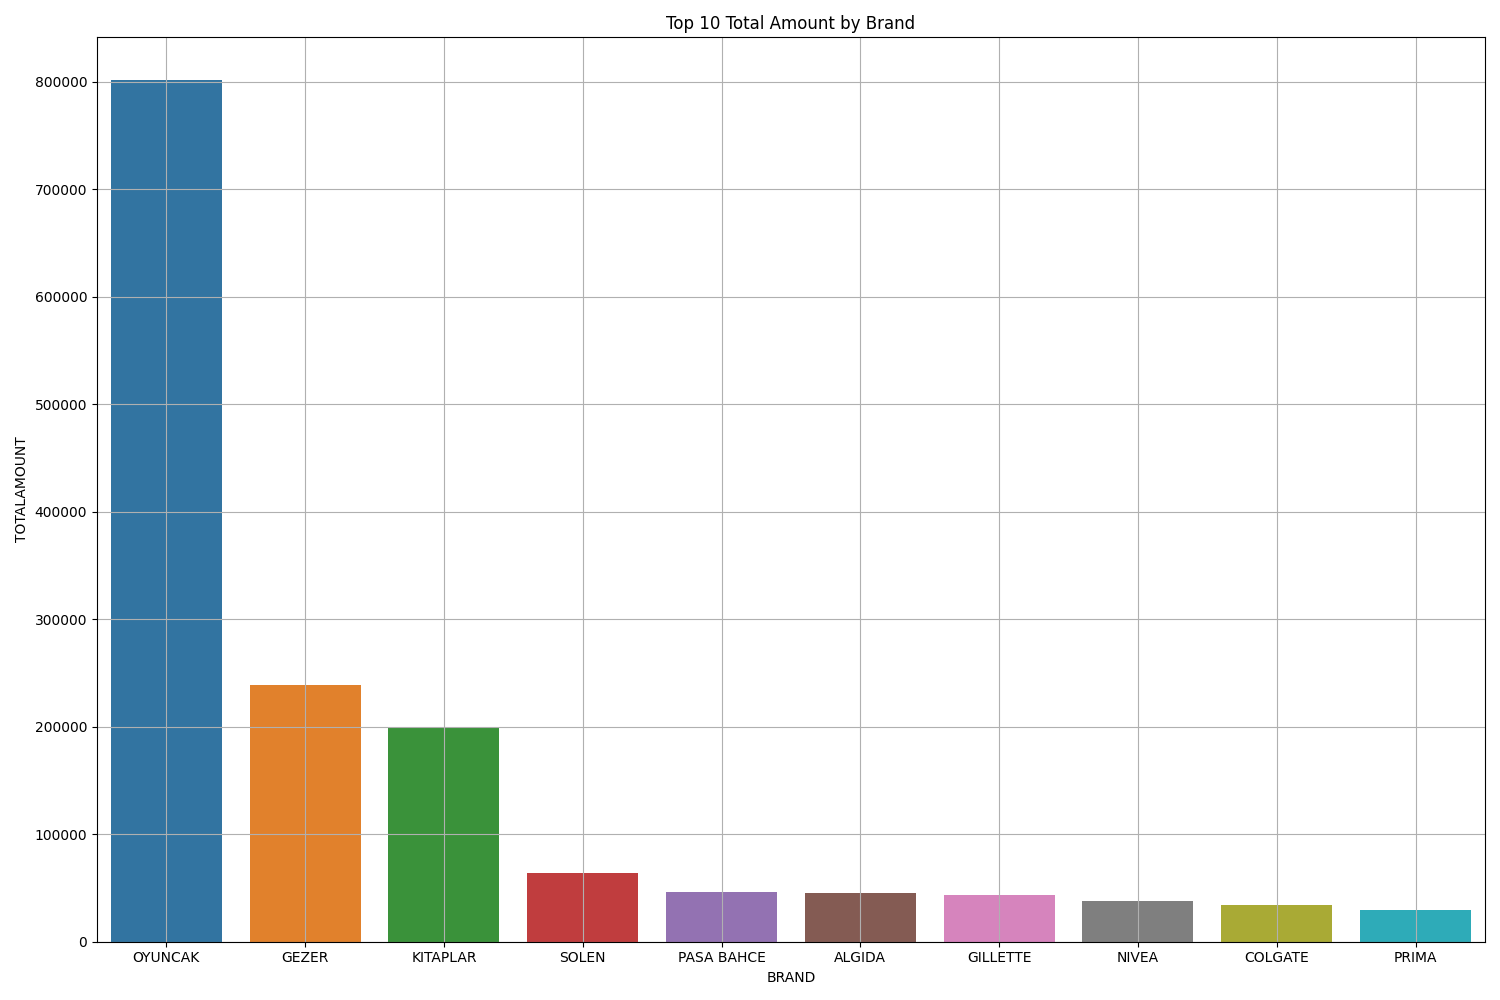 Top 10 Total Amount by Brand
800000
700000
600000
500000
400000
300000
200000
100000
0
TOTALAMOUNT
OYUNCAK GEZER KITAPLAR SOLEN PASA BAHCE ALGIDA GILLETTE NIVEA COLGATE PRIMA
BRAND